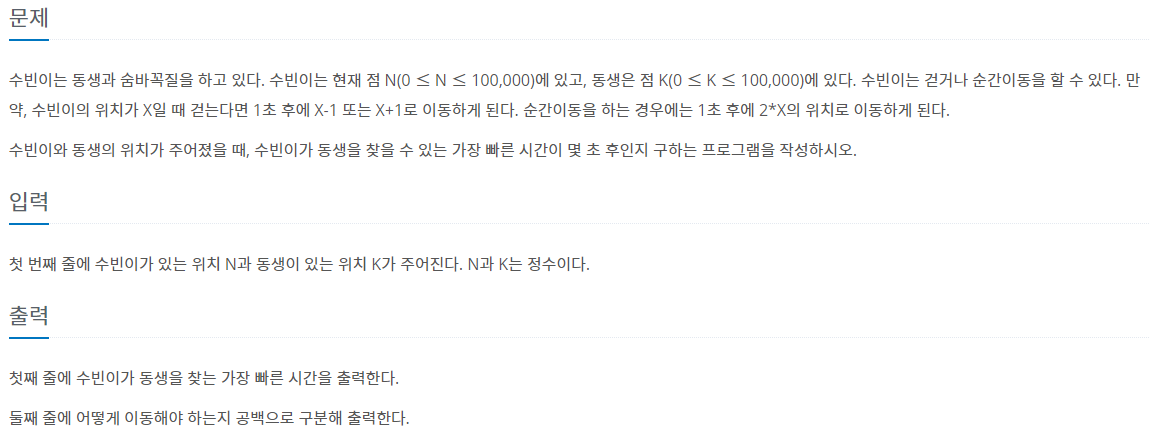 문제
수빈이는 동생과 숨바꼭질을 하고 있다. 수빈이는 현재 점 N(0 ≤ N ≤ 100,000)에 있고, 동생은 점 K(0 ≤ K ≤ 100,000)에 있다. 수빈이는 걷거나 순간이동을 할 수 있다. 만
약, 수빈이의 위치가 X일 때 걷는다면 1초 후에 X-1 또는 X+1로 이동하게 된다. 순간이동을 하는 경우에는 1초 후에 2*X의 위치로 이동하게 된다.
수빈이와 동생의 위치가 주어졌을 때, 수빈이가 동생을 찾을 수 있는 가장 빠른 시간이 몇 초 후인지 구하는 프로그램을 작성하시오.
입력
첫 번째 줄에 수빈이가 있는 위치 N과 동생이 있는 위치 K가 주어진다. N과 K는 정수이다.
출력
첫째 줄에 수빈이가 동생을 찾는 가장 빠른 시간을 출력한다.
둘째 줄에 어떻게 이동해야 하는지 공백으로 구분해 출력한다.